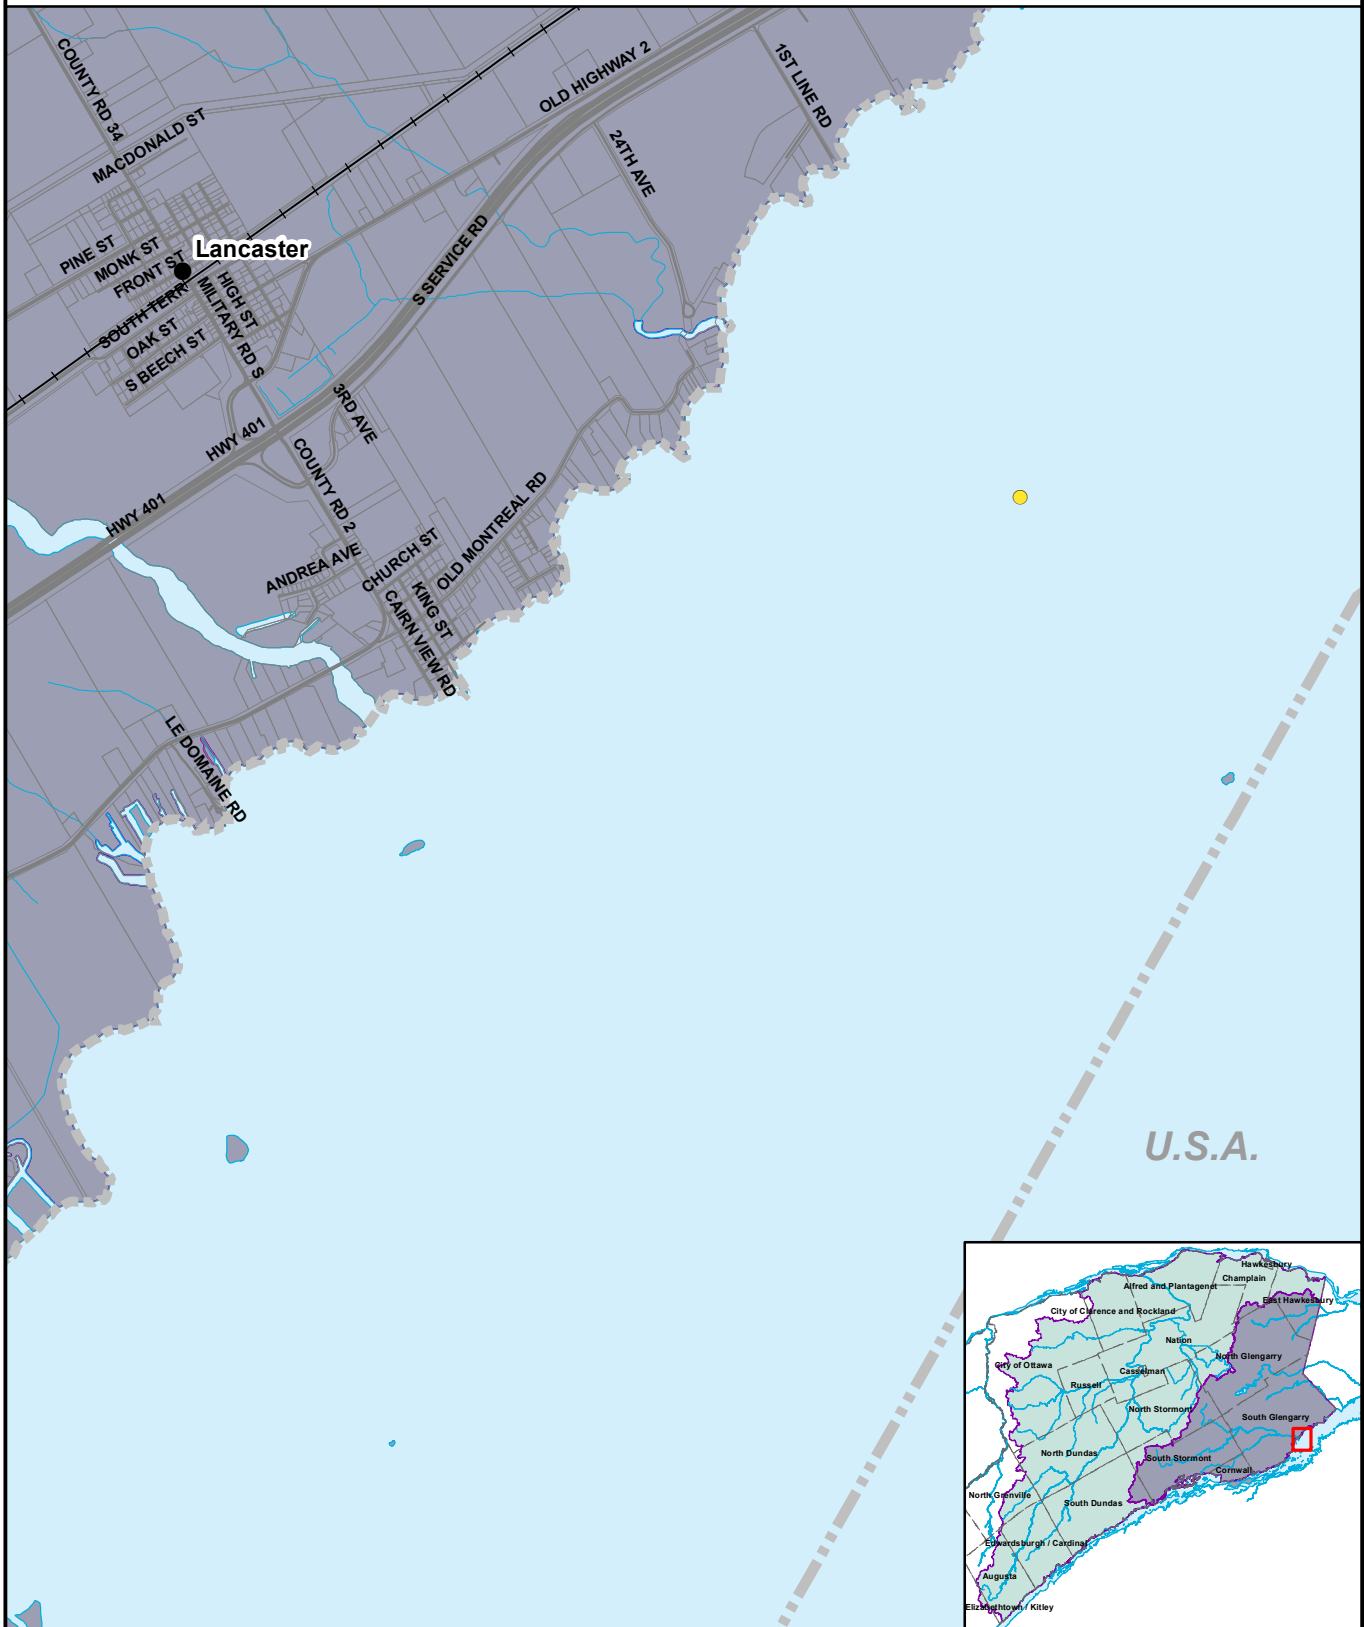 COUNTY RD 34
OLD HIGHWAY 2
1ST LINE RD
MACDONALD ST
24TH AVE
PINE ST
MONK ST
FRONT ST
Lancaster
S SERVICE RD
SOUTH TERR
HIGH ST
MILITARY RD S
OAK ST
S BEECH ST
3RD AVE
HWY 401
COUNTY RD 2
HWY 401
OLD MONTREAL RD
ANDREA AVE
CHURCH ST
KING ST
CAIRN VIEW RD
LE DOMAINE RD
U.S.A.
Hawkesbury
Champlain
Alfred and Plantagenet
East Hawkesbury
City of Clarence and Rockland
Nation
North Glengarry
City of Ottawa
Casselman
Russell
North Stormont
South Glengarry
North Dundas
South Stormont
Cornwall
North Grenville
South Dundas
Edwardsburgh / Cardinal
Augusta
Elizabethtown / Kitley